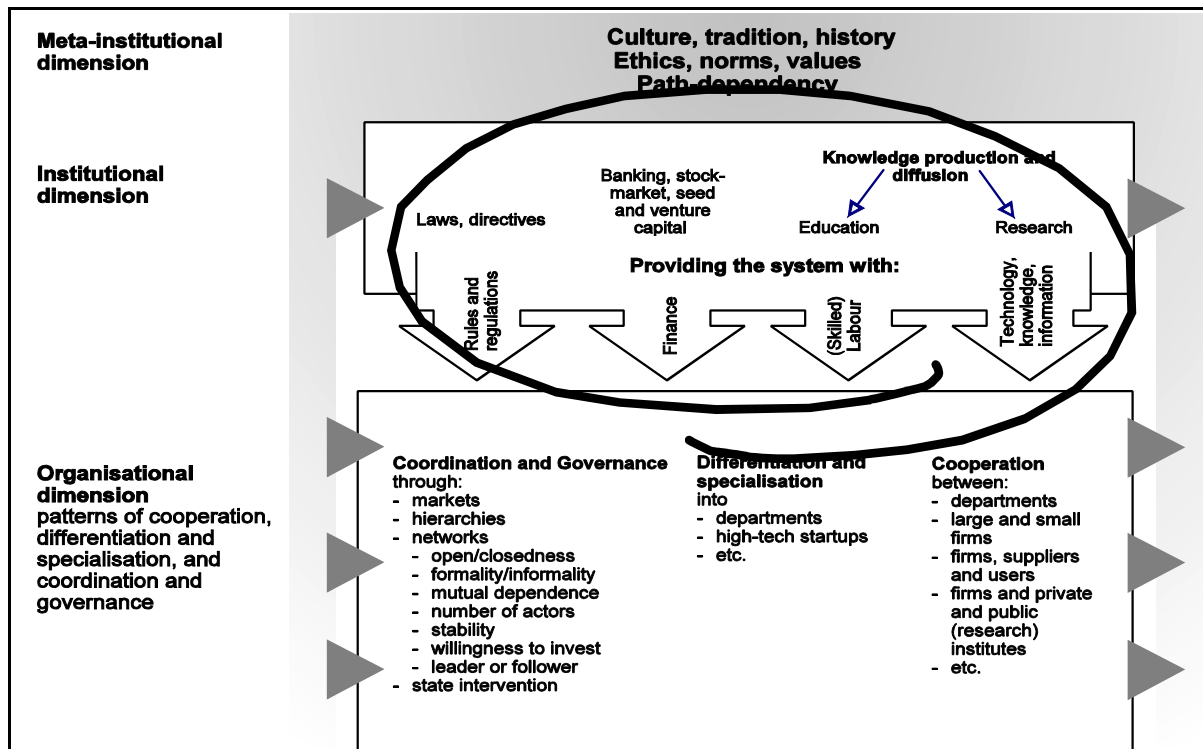 Meta-institutional
dimension
Culture, tradition, history
Ethics, norms, values
Path-dependency
Institutional
dimension
Laws, directives
Banking, stock-
market, seed
and venture
capital
Knowledge production and
diffusion
Education
Research
Providing the system with:
Rules and
regulations
Finance
(Skilled)
Labour
Technology,
knowledge,
information
Organisational
dimension
patterns of cooperation,
differentiation and
specialisation, and
coordination and
governance
Coordination and Governance
through:
- markets
- hierarchies
- networks
- open/closedness
- formality/informality
- mutual dependence
- number of actors
- stability
- willingness to invest
- leader or follower
- state intervention
Differentiation and
specialisation
into
- departments
- high-tech startups
- etc.
Cooperation
between:
- departments
- large and small
firms
- firms, suppliers
and users
- firms and private
and public
(research)
institutes
- etc.